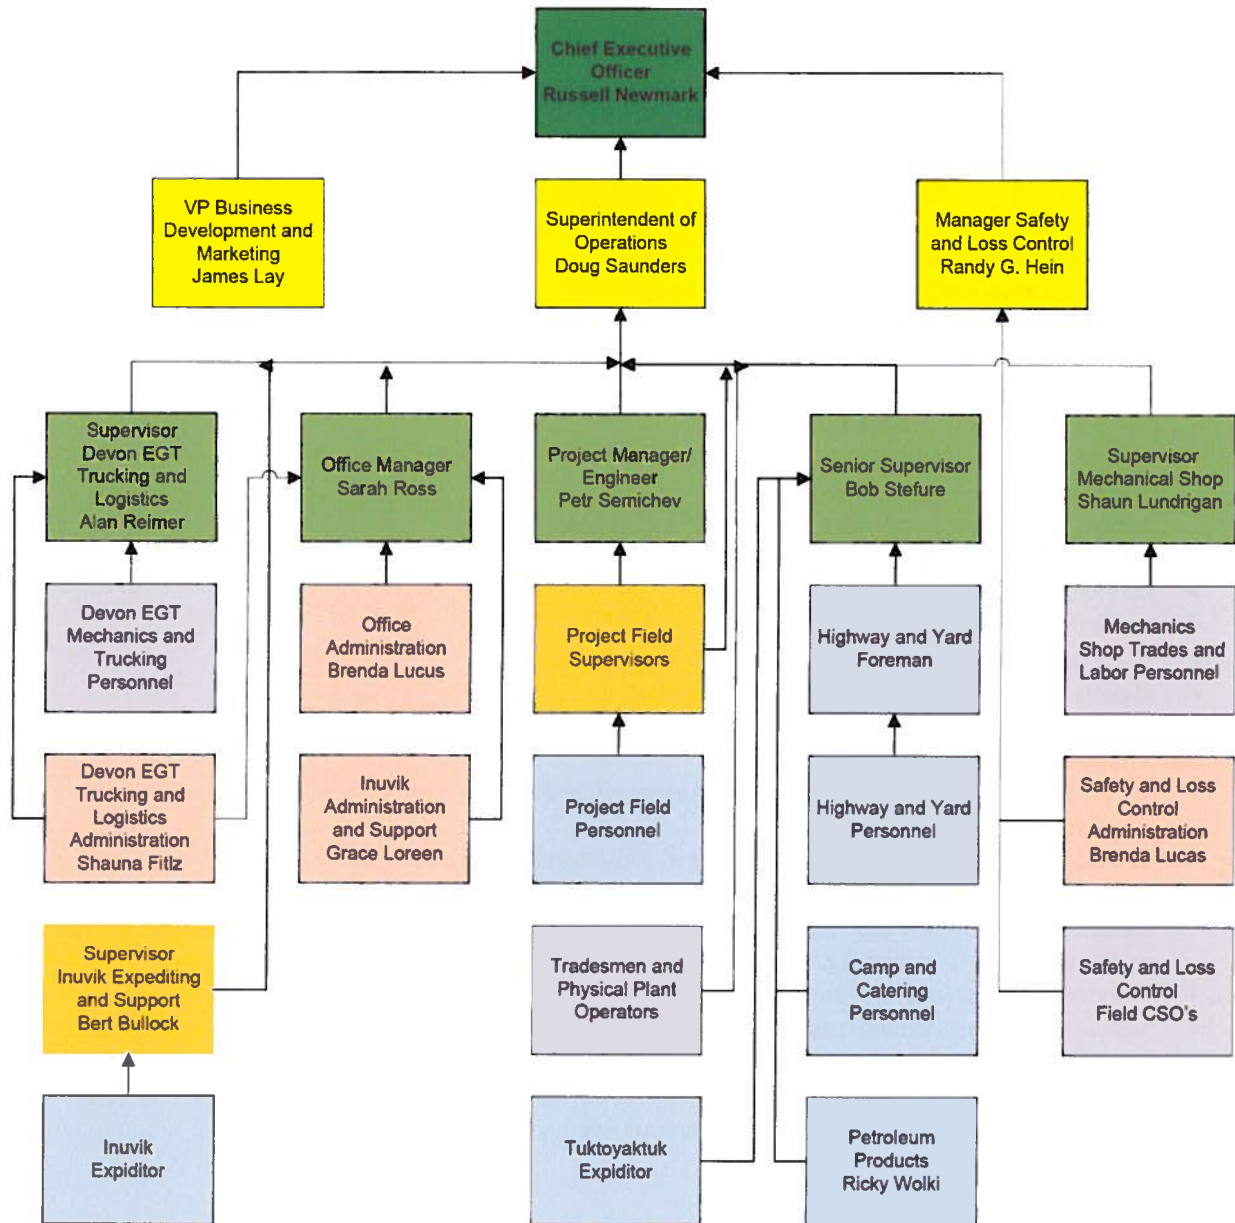 Chief Executive
Officer
Russell Newmark
VP Business
Development and
Marketing
James Lay
Superintendent of
Operations
Doug Saunders
Manager Safety
and Loss Control
Randy G. Hein
Supervisor
Devon EGT
Trucking and
Logistics
Alan Reimer
Office Manager
Sarah Ross
Project Manager/
Engineer
Petr Semichev
Senior Supervisor
Bob Stefure
Supervisor
Mechanical Shop
Shaun Lundrigan
Devon EGT
Mechanics and
Trucking
Personnel
Office
Administration
Brenda Lucus
Project Field
Supervisors
Highway and Yard
Foreman
Mechanics
Shop Trades and
Labor Personnel
Devon EGT
Trucking and
Logistics
Administration
Shauna Fitlz
Inuvik
Administration
and Support
Grace Loreen
Project Field
Personnel
Highway and Yard
Personnel
Safety and Loss
Control
Administration
Brenda Lucas
Supervisor
Inuvik Expediting
and Support
Bert Bullock
Tradesmen and
Physical Plant
Operators
Camp and
Catering
Personnel
Safety and Loss
Control
Field CSO's
Inuvik
Expiditor
Tuktoyaktuk
Expiditor
Petroleum
Products
Ricky Wolki